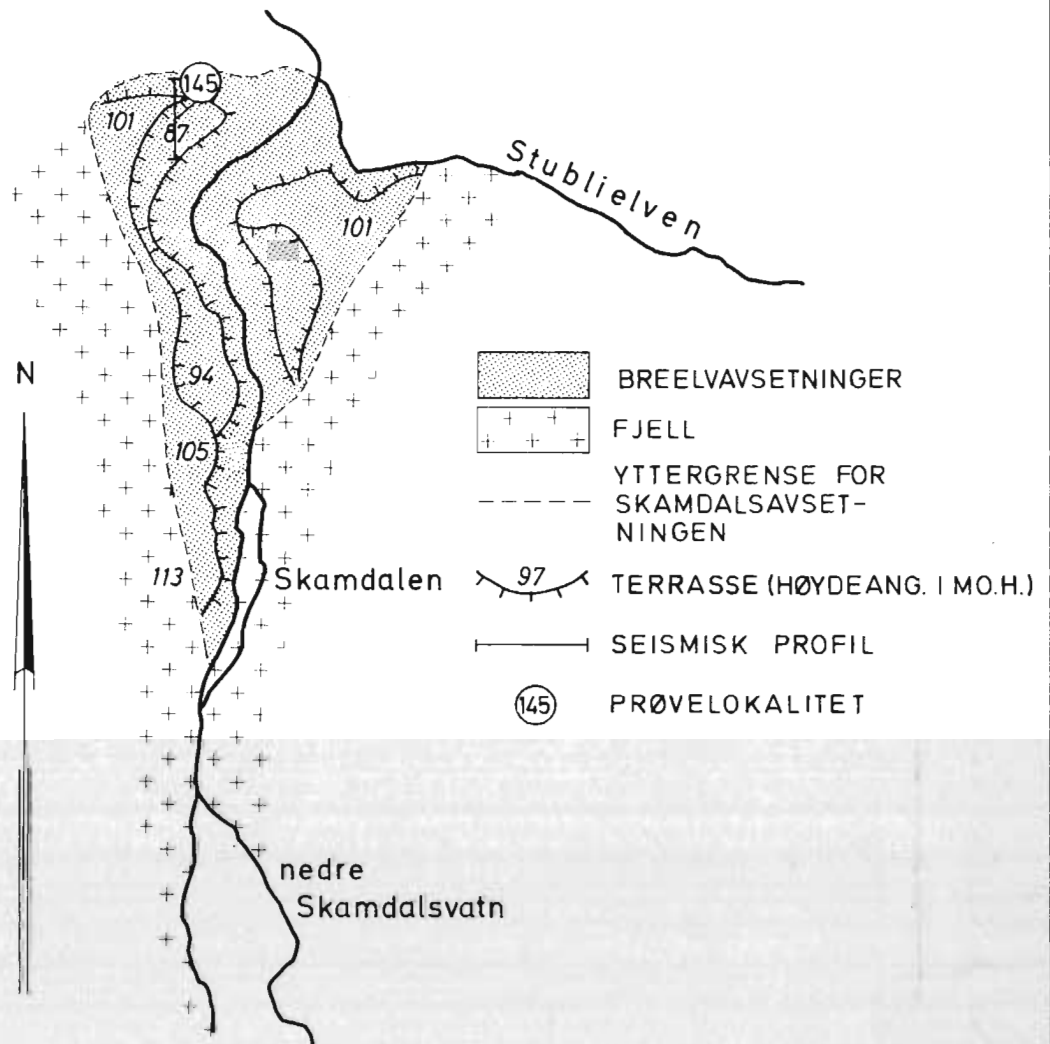 145
101
87
Stublielven
101
N
94
105
113
Skamdalen
nedre
Skamdalsvatn
BREELVAVSETNINGER
FJELL
YTTERGRENSE FOR
SKAMDALSAVSET-
NINGEN
97
TERRASSE (HØYDEANG. I MO.H.)
SEISMISK PROFIL
145
PRØVELOKALITET